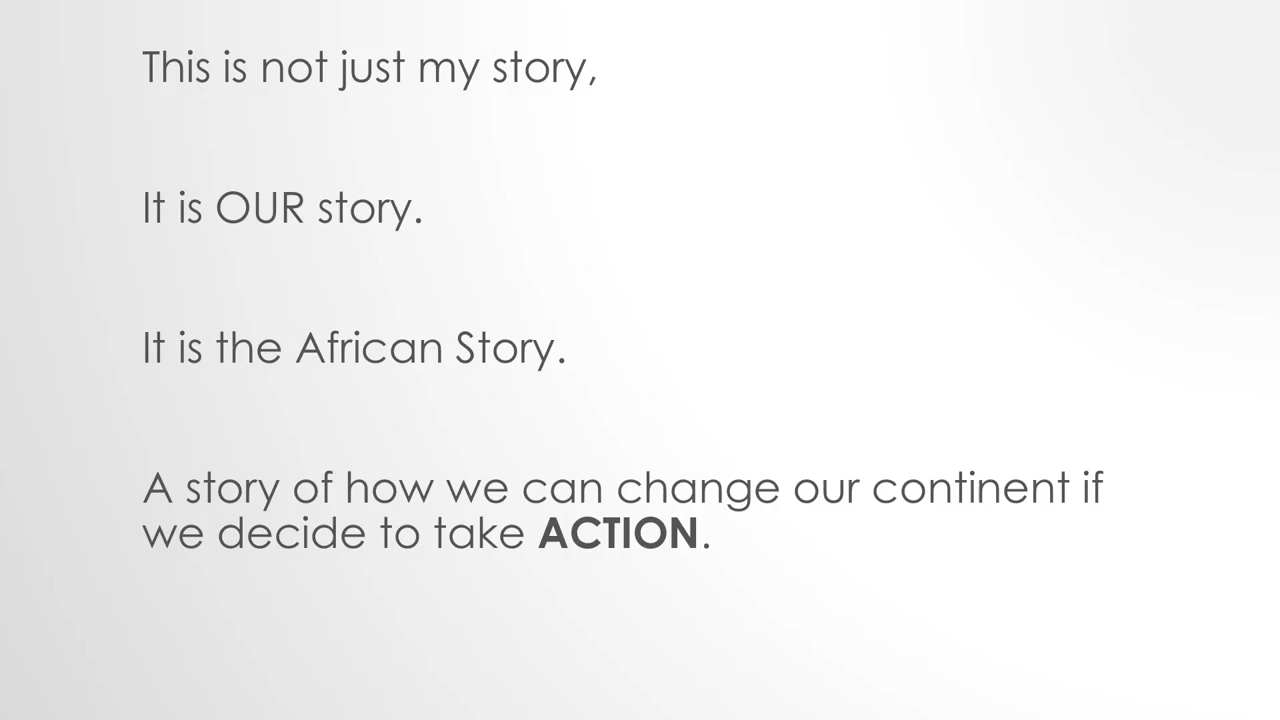 This is not just my story,
It is OUR story.
It is the African Story.
A story of how we can change our continent if
we decide to take ACTION.